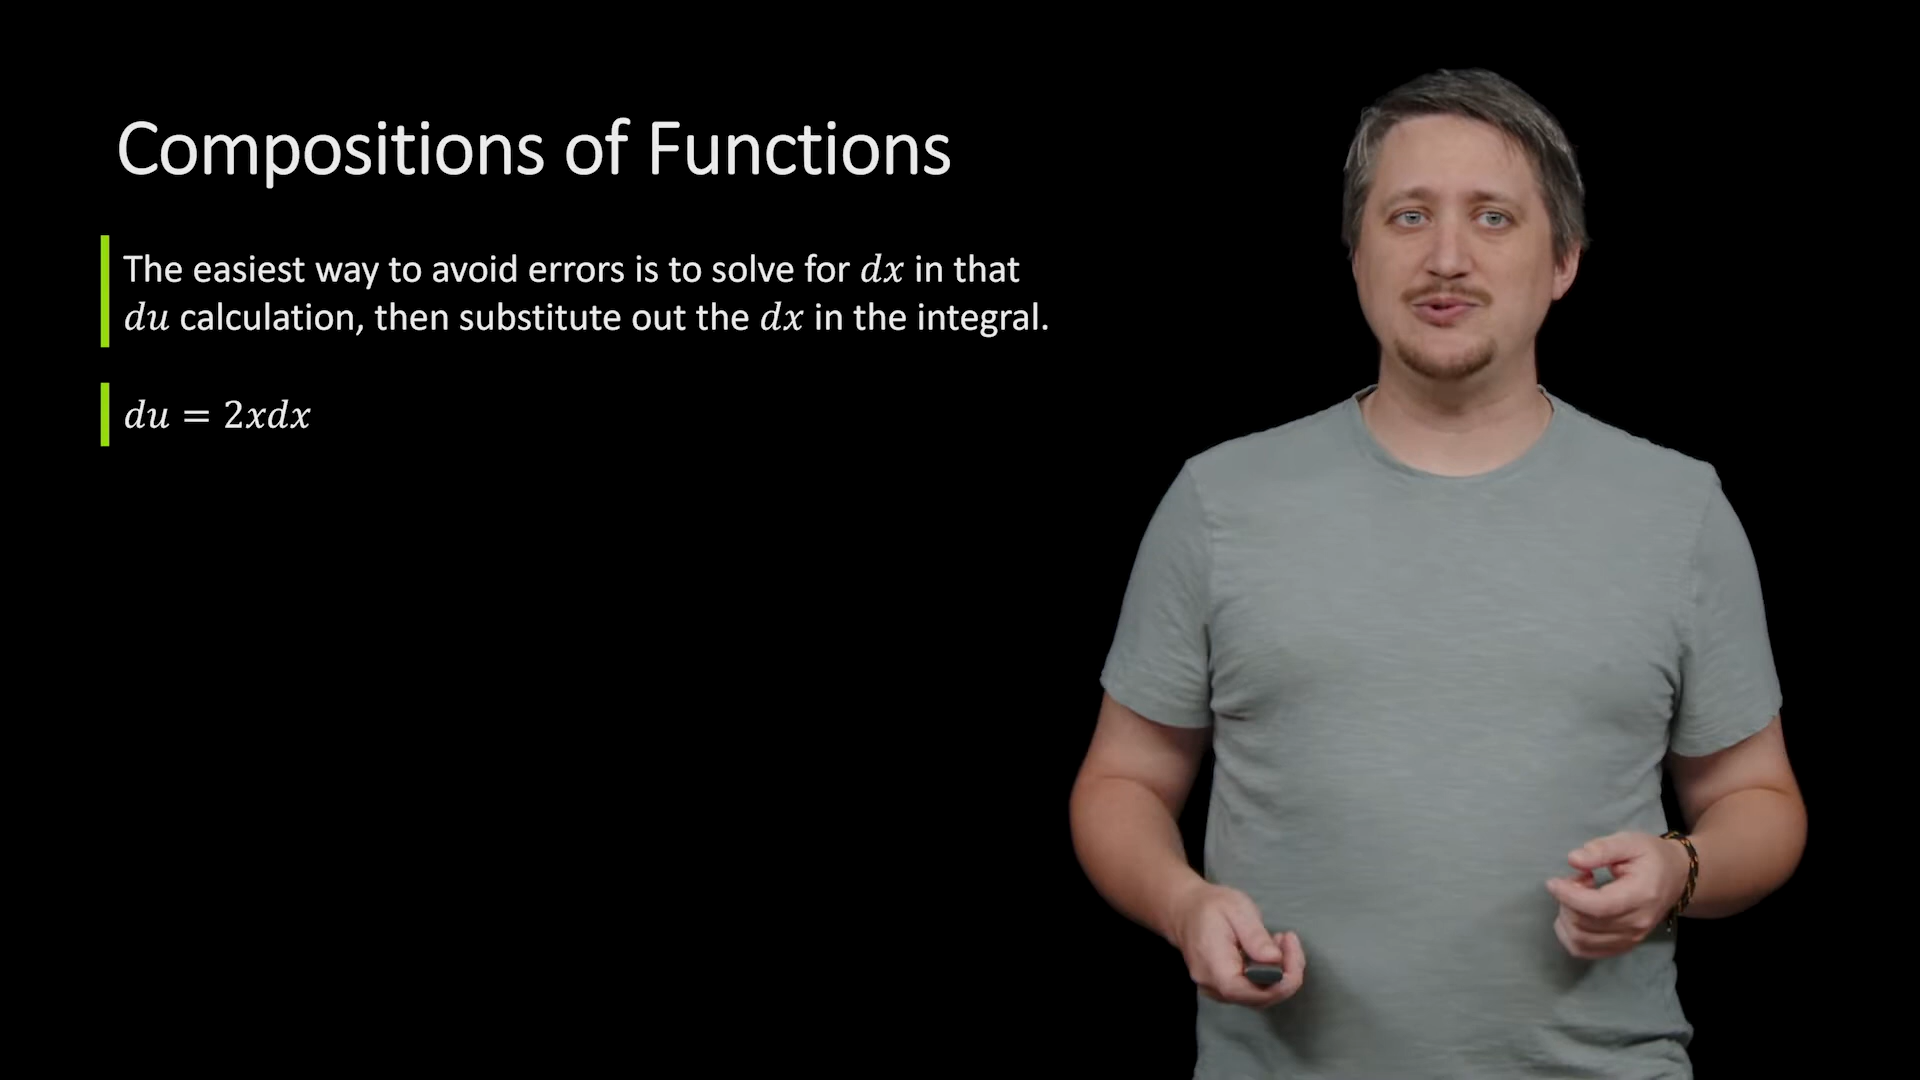 Compositions of Functions
The easiest way to avoid errors is to solve for dx in that
du calculation, then substitute out the dx in the integral.
du = 2xdx